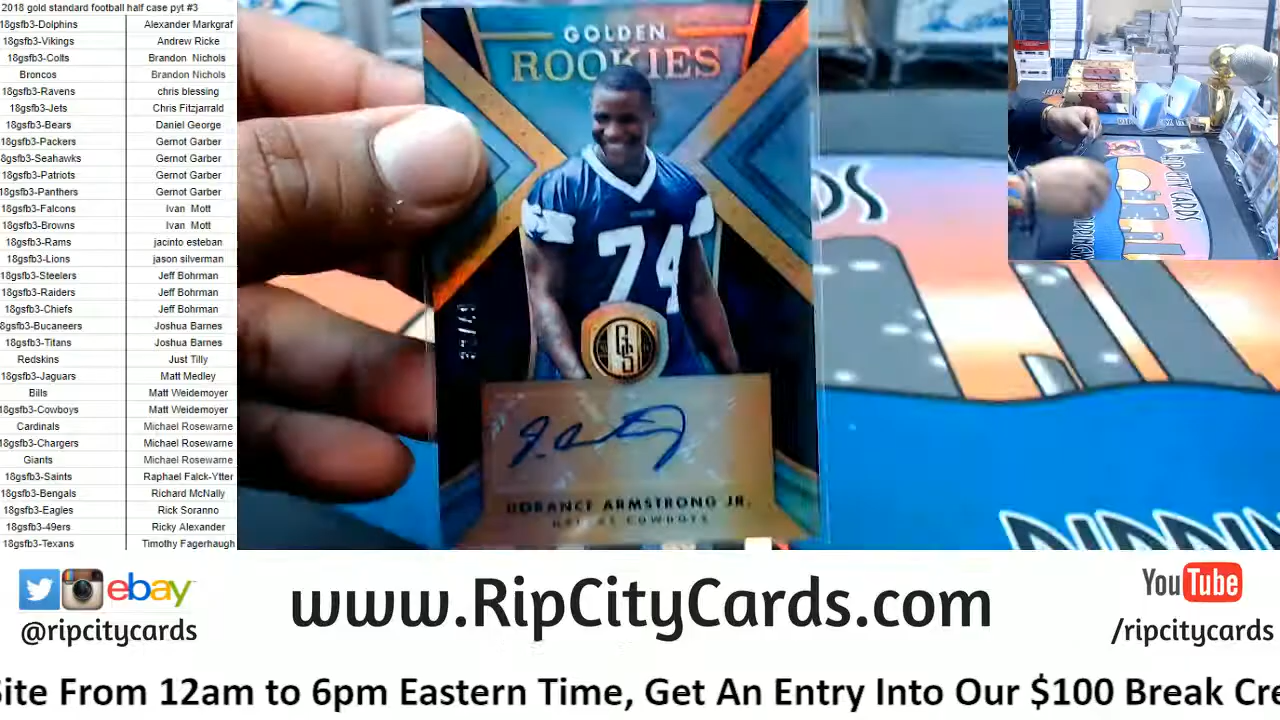 2018 gold standard football half case pyt #3
18gsfb3-Dolphins Alexander Markgraf
18gsfb3-Vikings Andrew Ricke
18gsfb3-Colts Brandon Nichols
Broncos Brandon Nichols
18gsfb3-Ravens chris blessing
18gsfb3-Jets Chris Fitzjarrald
18gsfb3-Bears Daniel George
18gsfb3-Packers Gernot Garber
8gsfb3-Seahawks Gernot Garber
18gsfb3-Patriots Gernot Garber
18gsfb3-Panthers Gernot Garber
18gsfb3-Falcons Ivan Mott
18gsfb3-Browns Ivan Mott
18gsfb3-Rams jacinto esteban
18gsfb3-Lions jason silverman
18gsfb3-Steelers Jeff Bohrman
18gsfb3-Raiders Jeff Bohrman
18gsfb3-Chiefs Jeff Bohrman
8gsfb3-Bucaneers Joshua Barnes
18gsfb3-Titans Joshua Barnes
Redskins Just Tilly
18gsfb3-Jaguars Matt Medley
Bills Matt Weidemoyer
18gsfb3-Cowboys Matt Weidemoyer
Cardinals Michael Rosewarne
18gsfb3-Chargers Michael Rosewarne
Giants Michael Rosewarne
18gsfb3-Saints Raphael Falck-Ytter
18gsfb3-Bengals Richard McNally
18gsfb3-Eagles Rick Soranno
18gsfb3-49ers Ricky Alexander
18gsfb3-Texans Timothy Fagerhaugh
GOLDEN
ROOKIES
74
GS
DORANCE ARMSTRONG JR.
DALLAS COWBOYS
RIP CITY CARDS
ebay
@ripcitycards
www.RipCityCards.com
YouTube
/ripcitycards
Site From 12am to 6pm Eastern Time, Get An Entry Into Our $100 Break Cre